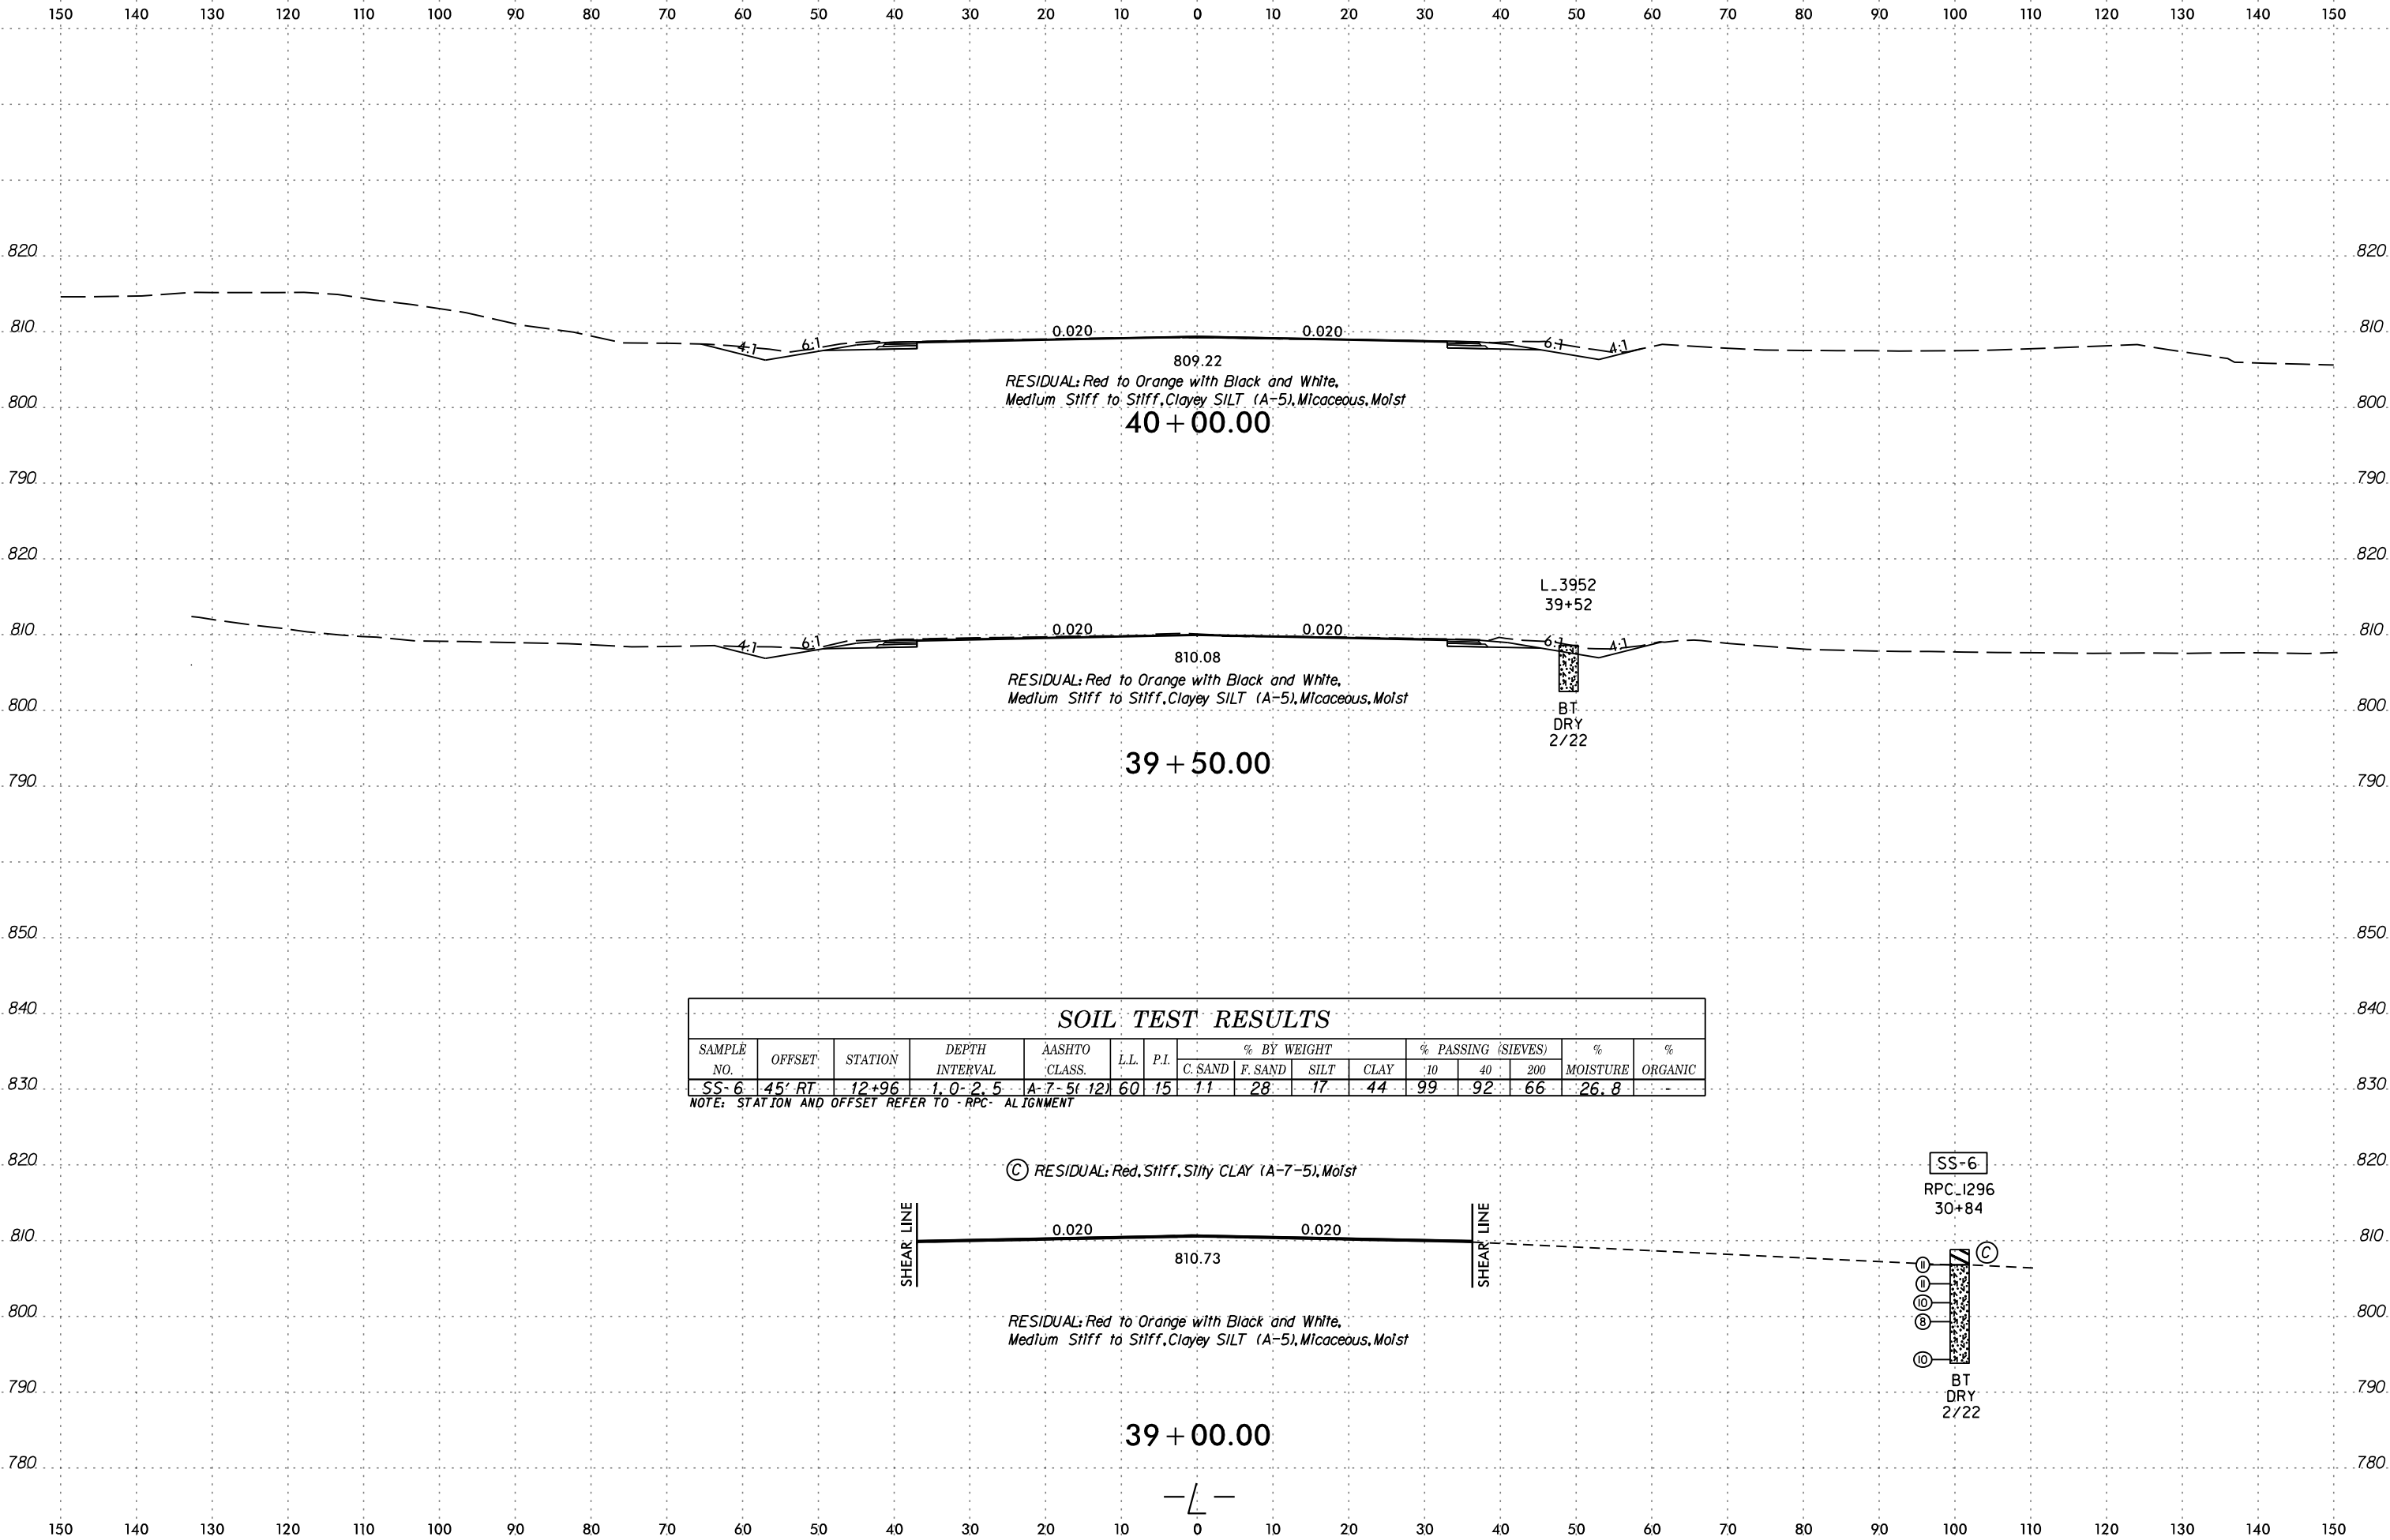 150 140 130 120 110 100 90 80 70 60 50 40 30 20 10 0 10 20 30 40 50 60 70 80 90 100 110 120 130 140 150
820 820
810 810
0.020 0.020
4:1 6:1 6:1 4:1
809.22
RESIDUAL: Red to Orange with Black and White,
Medium Stiff to Stiff, Clayey SILT (A-5), Micaceous, Moist
800 800
40+00.00
790 790
820 820
L_3952
39+52
810 810
0.020 0.020
4:1 6:1 6:1 4:1
810.08
RESIDUAL: Red to Orange with Black and White,
Medium Stiff to Stiff, Clayey SILT (A-5), Micaceous, Moist
800 800
BT
DRY
2/22
39+50.00
790 790
850 850
840 840
SOIL TEST RESULTS
SAMPLE NO. OFFSET STATION DEPTH INTERVAL AASHTO CLASS. L.L. P.I. % BY WEIGHT % PASSING (SIEVES) % MOISTURE % ORGANIC
C. SAND F. SAND SILT CLAY 10 40 200
830 830
SS-6 45' RT 12+96 1.0-2.5 A-7-5(12) 60 15 11 28 17 44 99 92 66 26.8 -
NOTE: STATION AND OFFSET REFER TO -RPC- ALIGNMENT
820 820
C RESIDUAL: Red, Stiff, Silty CLAY (A-7-5), Moist
SS-6
RPC_1296
30+84
810 810
SHEAR LINE 0.020 0.020 SHEAR LINE
810.73
C
11
11
10
8
10
800 800
RESIDUAL: Red to Orange with Black and White,
Medium Stiff to Stiff, Clayey SILT (A-5), Micaceous, Moist
790 790
BT
DRY
2/22
39+00.00
780 780
-L-
150 140 130 120 110 100 90 80 70 60 50 40 30 20 10 0 10 20 30 40 50 60 70 80 90 100 110 120 130 140 150